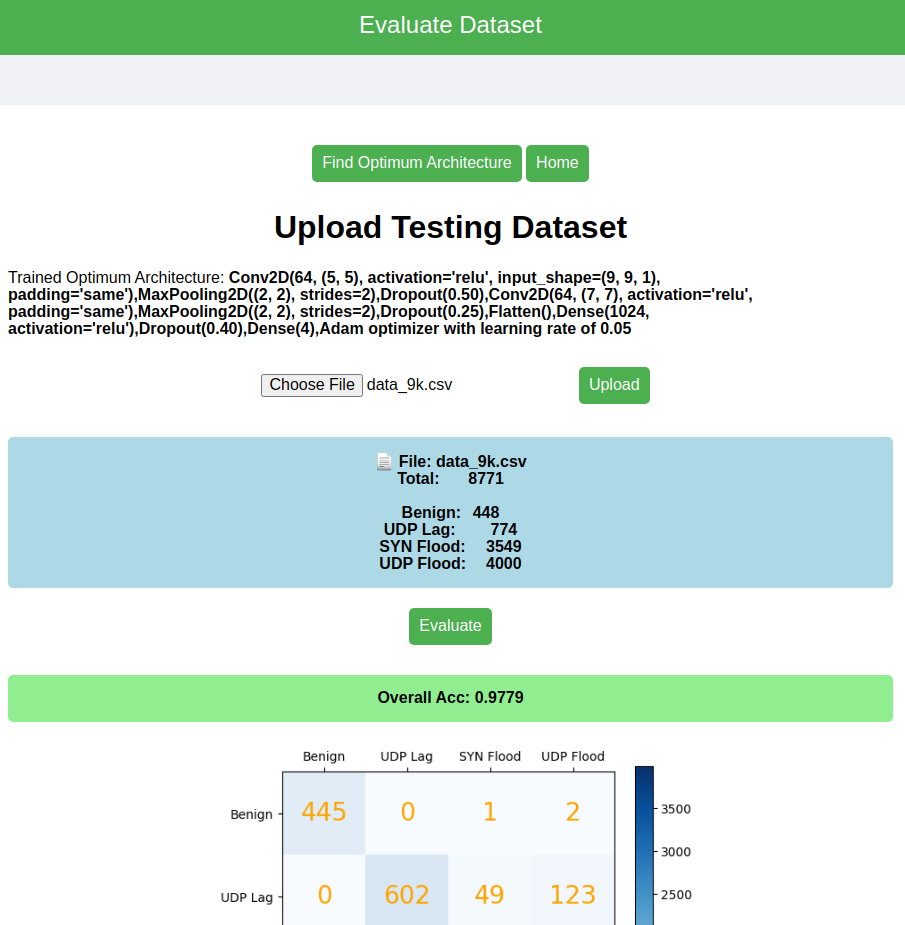 Evaluate Dataset
Find Optimum Architecture Home
Upload Testing Dataset
Trained Optimum Architecture: Conv2D(64, (5, 5), activation='relu', input_shape=(9, 9, 1),
padding='same'),MaxPooling2D((2, 2), strides=2),Dropout(0.50),Conv2D(64, (7, 7), activation='relu',
padding='same'),MaxPooling2D((2, 2), strides=2),Dropout(0.25),Flatten(),Dense(1024,
activation='relu'),Dropout(0.40),Dense(4),Adam optimizer with learning rate of 0.05
Choose File data_9k.csv Upload
File: data_9k.csv
Total: 8771
Benign: 448
UDP Lag: 774
SYN Flood: 3549
UDP Flood: 4000
Evaluate
Overall Acc: 0.9779
Benign UDP Lag SYN Flood UDP Flood
Benign 445 0 1 2
3500
3000
UDP Lag 0 602 49 123
2500